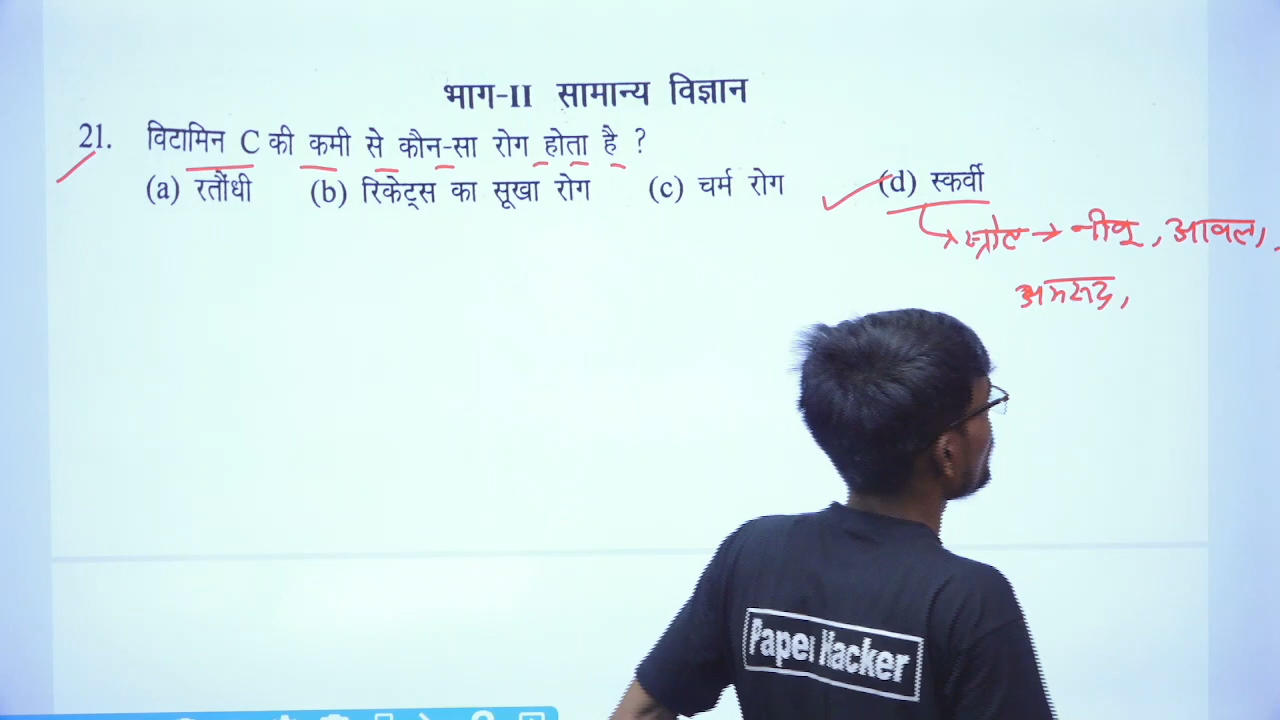 भाग-II सामान्य विज्ञान
21. विटामिन C की कमी से कौन-सा रोग होता है ?
(a) रतौंधी (b) रिकेट्स का सूखा रोग (c) चर्म रोग (d) स्कर्वी
→ स्त्रोत → नीबू, आवल,
अमरूद,
Paper Hacker